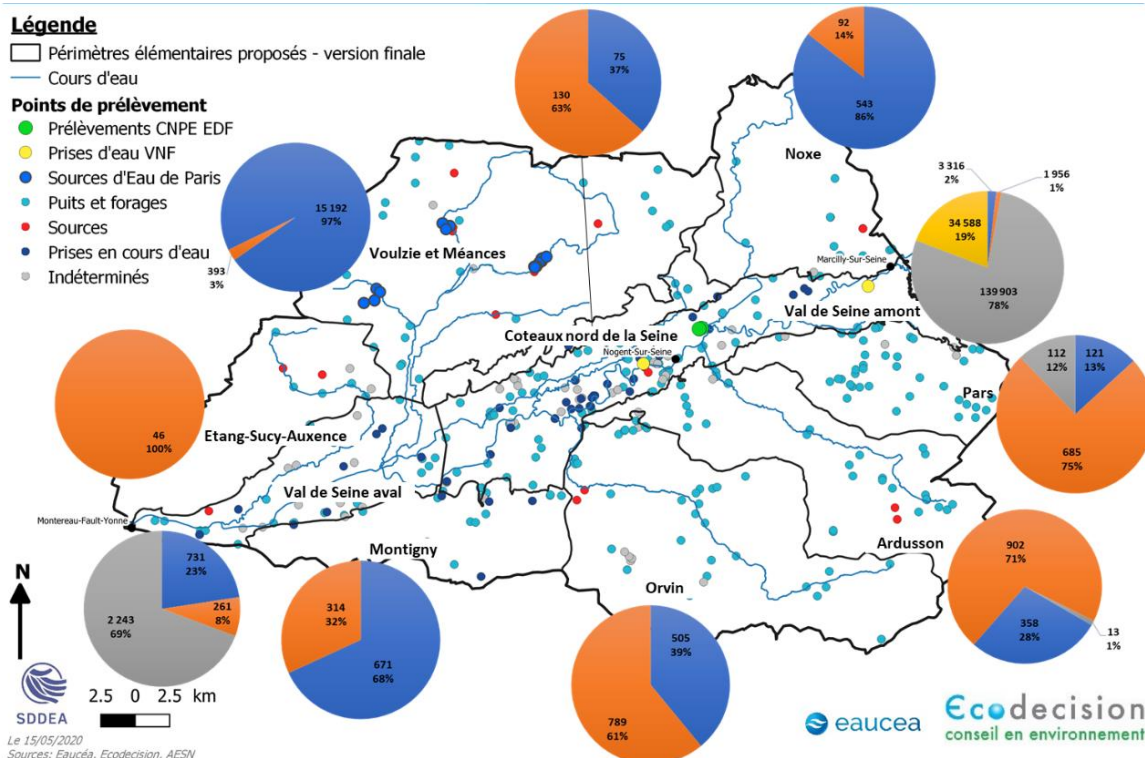 Légende
Périmètres élémentaires proposés - version finale
Cours d'eau
Points de prélèvement
Prélèvements CNPE EDF
Prises d'eau VNF
Sources d'Eau de Paris
Puits et forages
Sources
Prises en cours d'eau
Indéterminés
75
37%
130
63%
92
14%
543
86%
Noxe
3 316
2%
1 956
1%
34 588
19%
139 903
78%
15 192
97%
393
3%
Voulzie et Méances
Marcilly-Sur-Seine
Val de Seine amont
Coteaux nord de la Seine
Nogent-Sur-Seine
112
12%
121
13%
685
75%
Pars
46
100%
Etang-Sucy-Auxence
Val de Seine aval
Montereau-Fault-Yonne
Montigny
Orvin
Ardusson
902
71%
358
28%
13
1%
731
23%
261
8%
2 243
69%
314
32%
671
68%
505
39%
789
61%
N
SDDEA
2.5 0 2.5 km
Le 15/05/2020
Sources: Eaucéa, Ecodecision, AESN
eaucea
Ecodecision
conseil en environnement